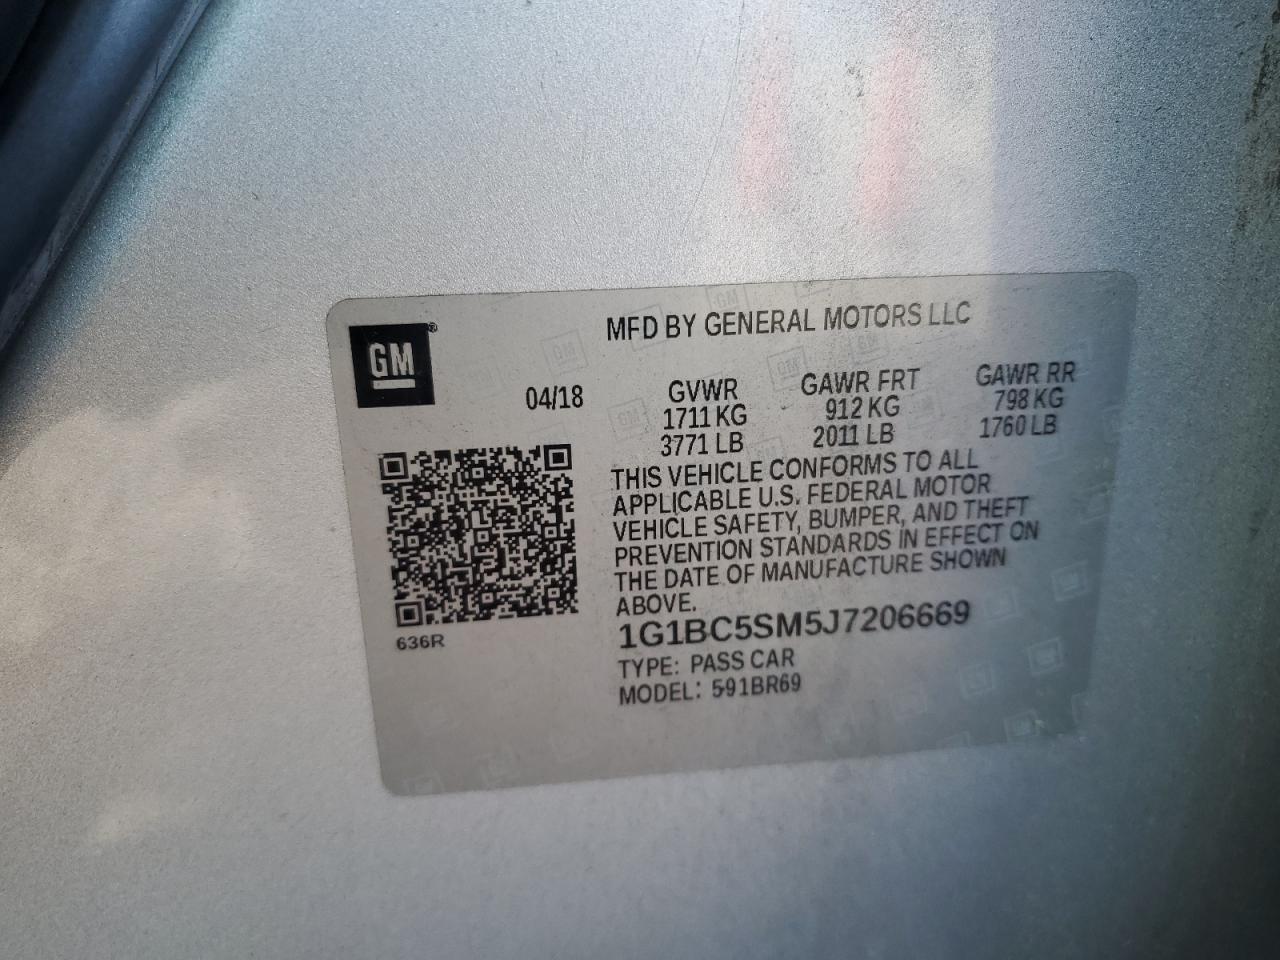 GM®
MFD BY GENERAL MOTORS LLC
04/18
GVWR
1711 KG
3771 LB
GAWR FRT
912 KG
2011 LB
GAWR RR
798 KG
1760 LB
THIS VEHICLE CONFORMS TO ALL
APPLICABLE U.S. FEDERAL MOTOR
VEHICLE SAFETY, BUMPER, AND THEFT
PREVENTION STANDARDS IN EFFECT ON
THE DATE OF MANUFACTURE SHOWN
ABOVE.
1G1BC5SM5J7206669
TYPE: PASS CAR
MODEL: 591BR69
636R